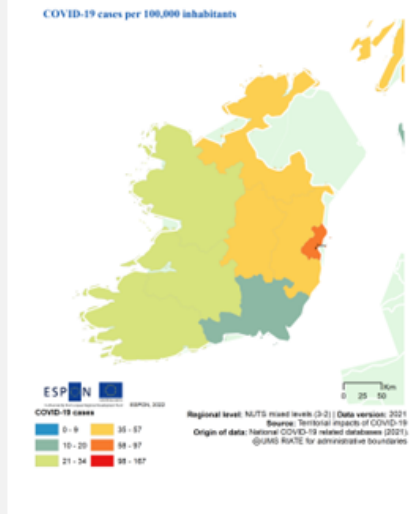 COVID-19 cases per 100,000 inhabitants
ESPON
ESPON, 2022
Km
0 25 50
COVID-19 cases
0 - 9
35 - 57
10 - 20
58 - 97
21 - 34
98 - 167
Regional level: NUTS mixed levels (3-2) | Data version: 2021
Source: Territorial impacts of COVID-19
Origin of data: National COVID-19 related databases (2021).
@UMS RIATE for administrative boundaries